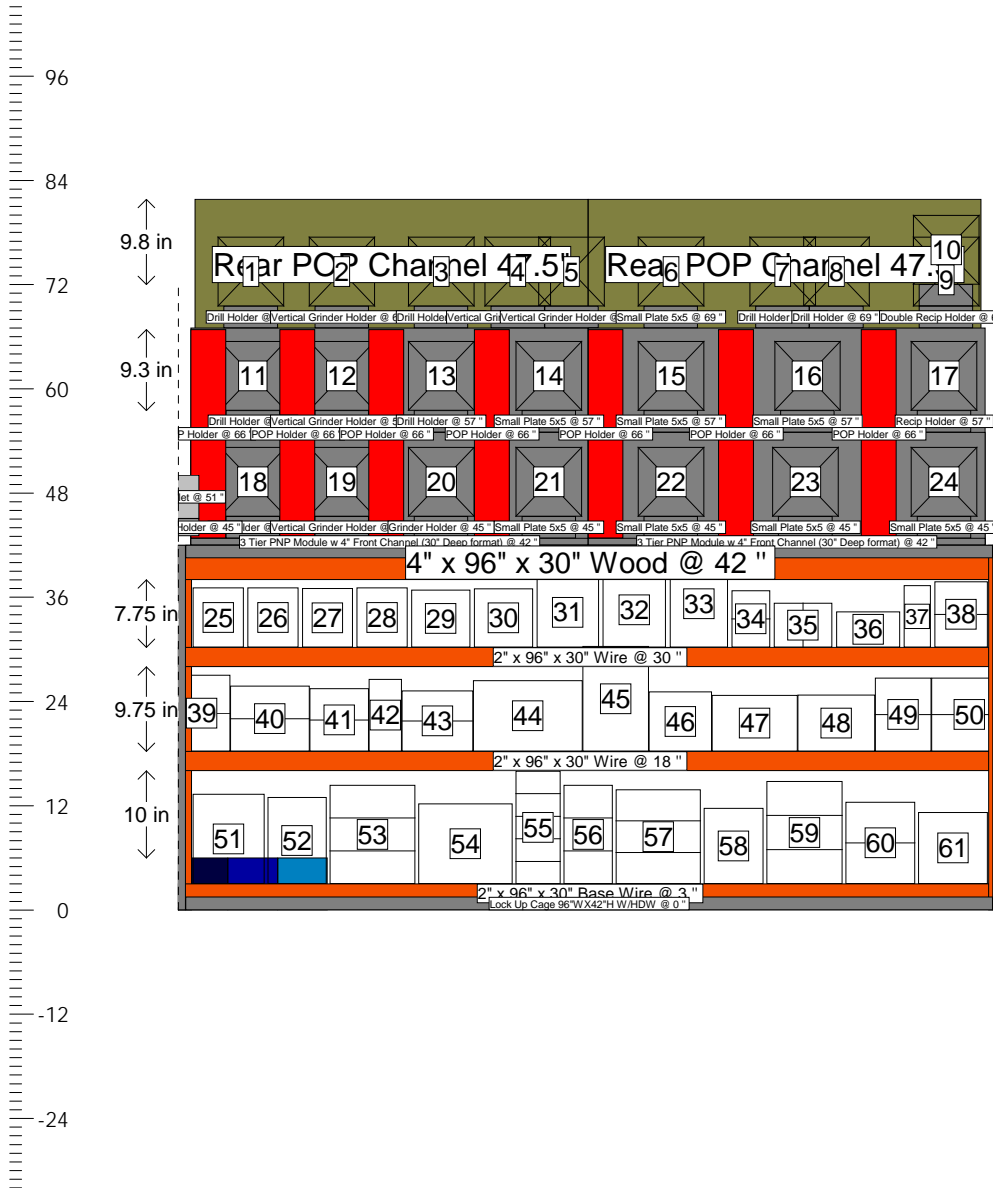 96
84
9.8 in
Rear POP Channel 47.5"
1 2 3 4 5 6 7 8 10
9
72
Drill Holder @ Vertical Grinder Holder @ Drill Holder Vertical Grinder Holder @ Small Plate 5x5 @ 69 " Drill Holder Drill Holder @ 69 " Double Recip Holder @
9.3 in
60
11 12 13 14 15 16 17
Drill Holder @ Vertical Grinder Holder @ Drill Holder @ 57 " Small Plate 5x5 @ 57 " Small Plate 5x5 @ 57 " Small Plate 5x5 @ 57 " Recip Holder @ 57 "
POP Holder @ 66 " POP Holder @ 66 " POP Holder @ 66 " POP Holder @ 66 " POP Holder @ 66 " POP Holder @ 66 "
48
18 19 20 21 22 23 24
@ 51 "
Holder @ 45 " Vertical Grinder Holder @ Grinder Holder @ 45 " Small Plate 5x5 @ 45 " Small Plate 5x5 @ 45 " Small Plate 5x5 @ 45 " Small Plate 5x5 @ 45 "
3 Tier PNP Module w 4" Front Channel (30" Deep format) @ 42 " 3 Tier PNP Module w 4" Front Channel (30" Deep format) @ 42 "
4" x 96" x 30" Wood @ 42 "
36
7.75 in
25 26 27 28 29 30 31 32 33 34 35 36 37 38
2" x 96" x 30" Wire @ 30 "
24
9.75 in
39 40 41 42 43 44 45 46 47 48 49 50
2" x 96" x 30" Wire @ 18 "
12
10 in
51 52 53 54 55 56 57 58 59 60 61
2" x 96" x 30" Base Wire @ 3 "
Lock Up Cage 96"WX42"H W/HDW @ 0 "
0
-12
-24